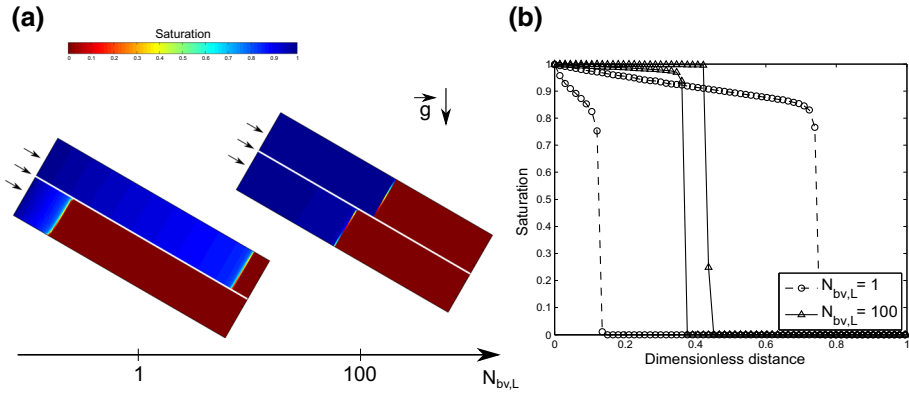 (a)
Saturation
0 0.1 0.2 0.3 0.4 0.5 0.6 0.7 0.8 0.9 1
g
1 100 N_bv,L
(b)
1
0.9
0.8
0.7
0.6
0.5
0.4
0.3
0.2
0.1
0
Saturation
0.2 0.4 0.6 0.8 1
Dimensionless distance
N_bv,L = 1
N_bv,L = 100